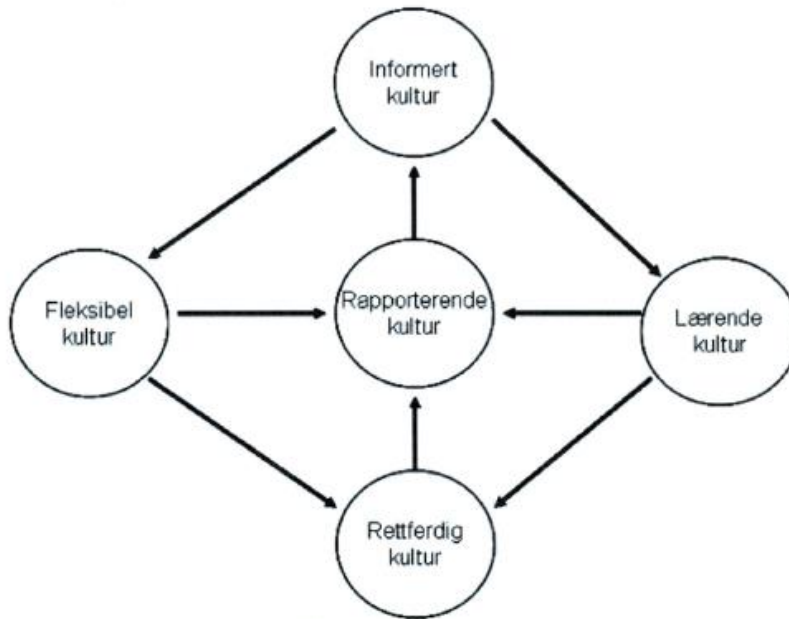 Informert
kultur
Fleksibel
kultur
Rapporterende
kultur
Lærende
kultur
Rettferdig
kultur